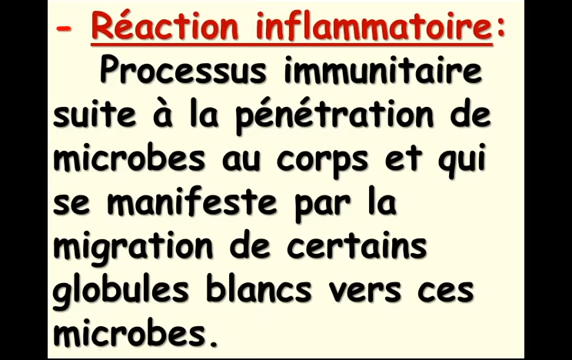 - Réaction inflammatoire:
Processus immunitaire
suite à la pénétration de
microbes au corps et qui
se manifeste par la
migration de certains
globules blancs vers ces
microbes.